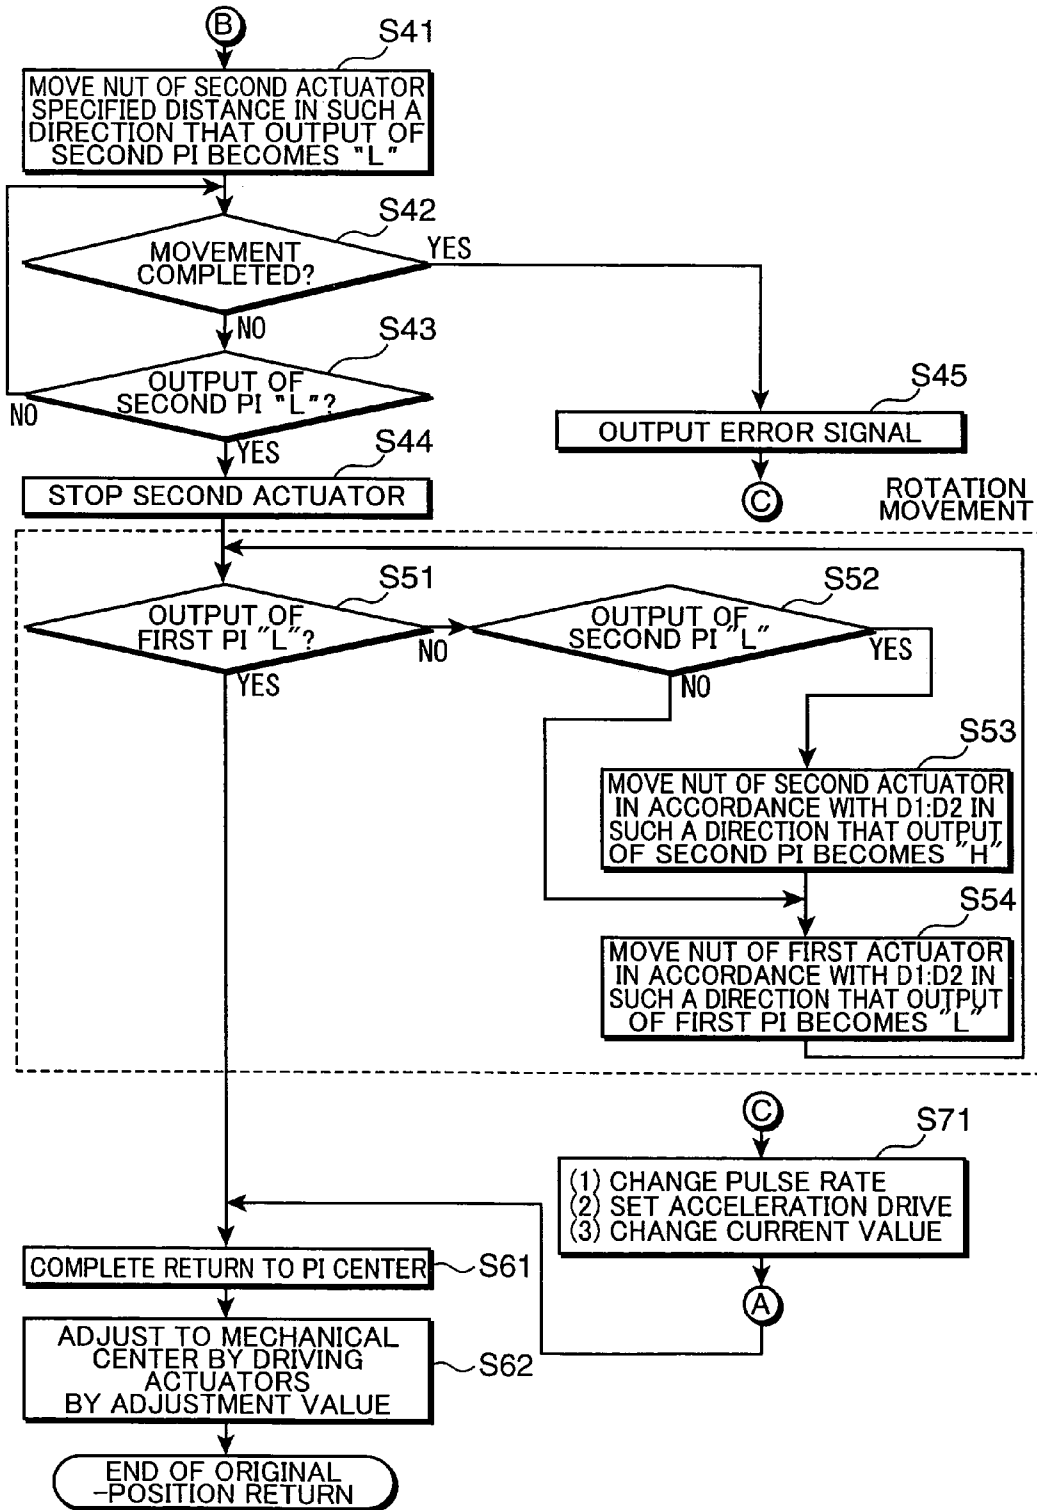 B
S41
MOVE NUT OF SECOND ACTUATOR
SPECIFIED DISTANCE IN SUCH A
DIRECTION THAT OUTPUT OF
SECOND PI BECOMES "L"
S42
MOVEMENT
COMPLETED?
YES
NO
S43
OUTPUT OF
SECOND PI "L"?
NO
YES
S44
STOP SECOND ACTUATOR
S45
OUTPUT ERROR SIGNAL
C
ROTATION
MOVEMENT
S51
OUTPUT OF
FIRST PI "L"?
NO
YES
S52
OUTPUT OF
SECOND PI "L"
YES
NO
S53
MOVE NUT OF SECOND ACTUATOR
IN ACCORDANCE WITH D1:D2 IN
SUCH A DIRECTION THAT OUTPUT
OF SECOND PI BECOMES "H"
S54
MOVE NUT OF FIRST ACTUATOR
IN ACCORDANCE WITH D1:D2 IN
SUCH A DIRECTION THAT OUTPUT
OF FIRST PI BECOMES "L"
C
S71
(1) CHANGE PULSE RATE
(2) SET ACCELERATION DRIVE
(3) CHANGE CURRENT VALUE
A
COMPLETE RETURN TO PI CENTER
S61
ADJUST TO MECHANICAL
CENTER BY DRIVING
ACTUATORS
BY ADJUSTMENT VALUE
S62
END OF ORIGINAL
-POSITION RETURN